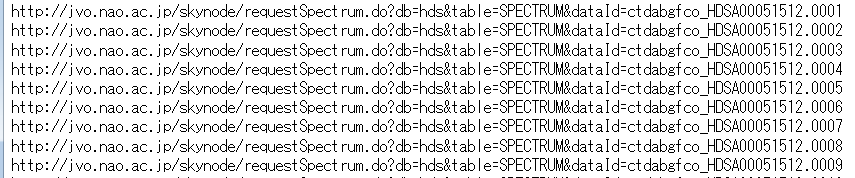 http://jvo.nao.ac.jp/skynode/requestSpectrum.do?db=hds&table=SPECTRUM&dataId=ctdabgfco_HDSA00051512.0001
http://jvo.nao.ac.jp/skynode/requestSpectrum.do?db=hds&table=SPECTRUM&dataId=ctdabgfco_HDSA00051512.0002
http://jvo.nao.ac.jp/skynode/requestSpectrum.do?db=hds&table=SPECTRUM&dataId=ctdabgfco_HDSA00051512.0003
http://jvo.nao.ac.jp/skynode/requestSpectrum.do?db=hds&table=SPECTRUM&dataId=ctdabgfco_HDSA00051512.0004
http://jvo.nao.ac.jp/skynode/requestSpectrum.do?db=hds&table=SPECTRUM&dataId=ctdabgfco_HDSA00051512.0005
http://jvo.nao.ac.jp/skynode/requestSpectrum.do?db=hds&table=SPECTRUM&dataId=ctdabgfco_HDSA00051512.0006
http://jvo.nao.ac.jp/skynode/requestSpectrum.do?db=hds&table=SPECTRUM&dataId=ctdabgfco_HDSA00051512.0007
http://jvo.nao.ac.jp/skynode/requestSpectrum.do?db=hds&table=SPECTRUM&dataId=ctdabgfco_HDSA00051512.0008
http://jvo.nao.ac.jp/skynode/requestSpectrum.do?db=hds&table=SPECTRUM&dataId=ctdabgfco_HDSA00051512.0009